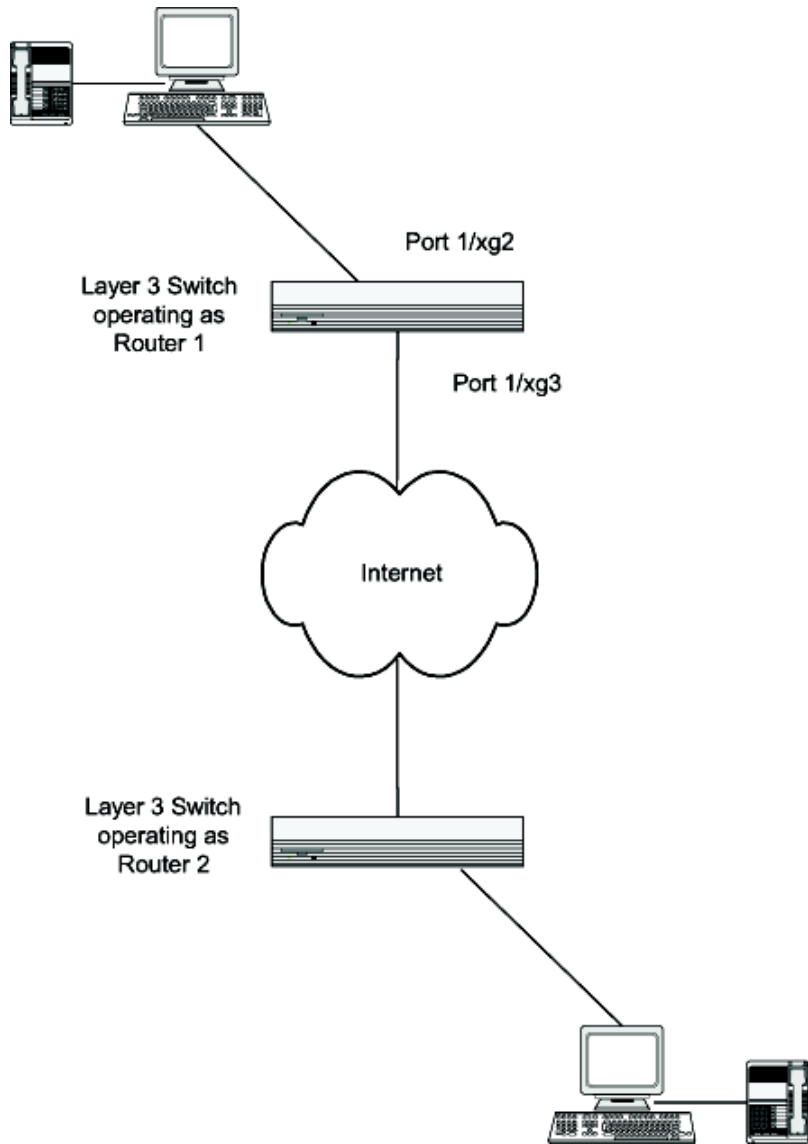 Port 1/xg2
Layer 3 Switch
operating as
Router 1
Port 1/xg3
Internet
Layer 3 Switch
operating as
Router 2